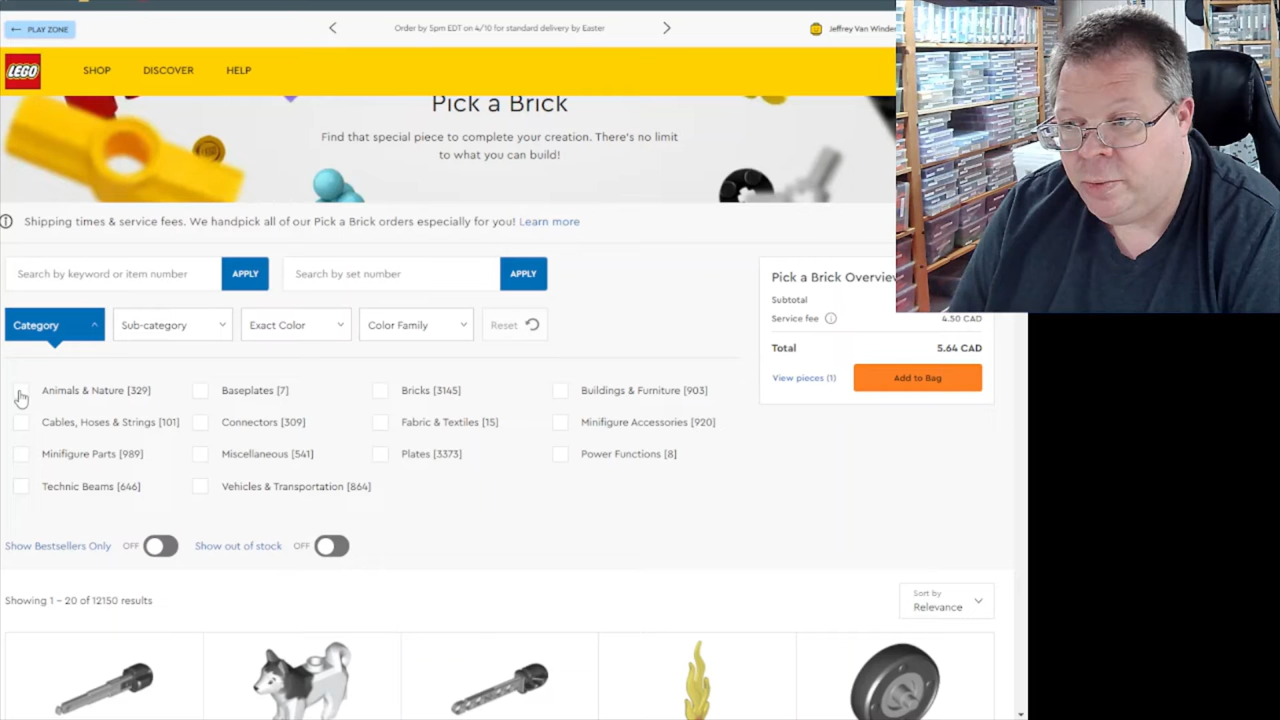 ← PLAY ZONE
Order by 5pm EDT on 4/10 for standard delivery by Easter
Jeffrey Van Winden
LEGO
SHOP
DISCOVER
HELP
Pick a Brick
Find that special piece to complete your creation. There's no limit
to what you can build!
Shipping times & service fees. We handpick all of our Pick a Brick orders especially for you! Learn more
Search by keyword or item number
APPLY
Search by set number
APPLY
Category
Sub-category
Exact Color
Color Family
Reset
Animals & Nature [329]
Baseplates [7]
Bricks [3145]
Buildings & Furniture [903]
Cables, Hoses & Strings [101]
Connectors [309]
Fabric & Textiles [15]
Minifigure Accessories [920]
Minifigure Parts [989]
Miscellaneous [541]
Plates [3373]
Power Functions [8]
Technic Beams [646]
Vehicles & Transportation [864]
Show Bestsellers Only OFF
Show out of stock OFF
Pick a Brick Overview
Subtotal
Service fee 4.50 CAD
Total 5.64 CAD
View pieces (1)
Add to Bag
Showing 1 - 20 of 12150 results
Sort by
Relevance